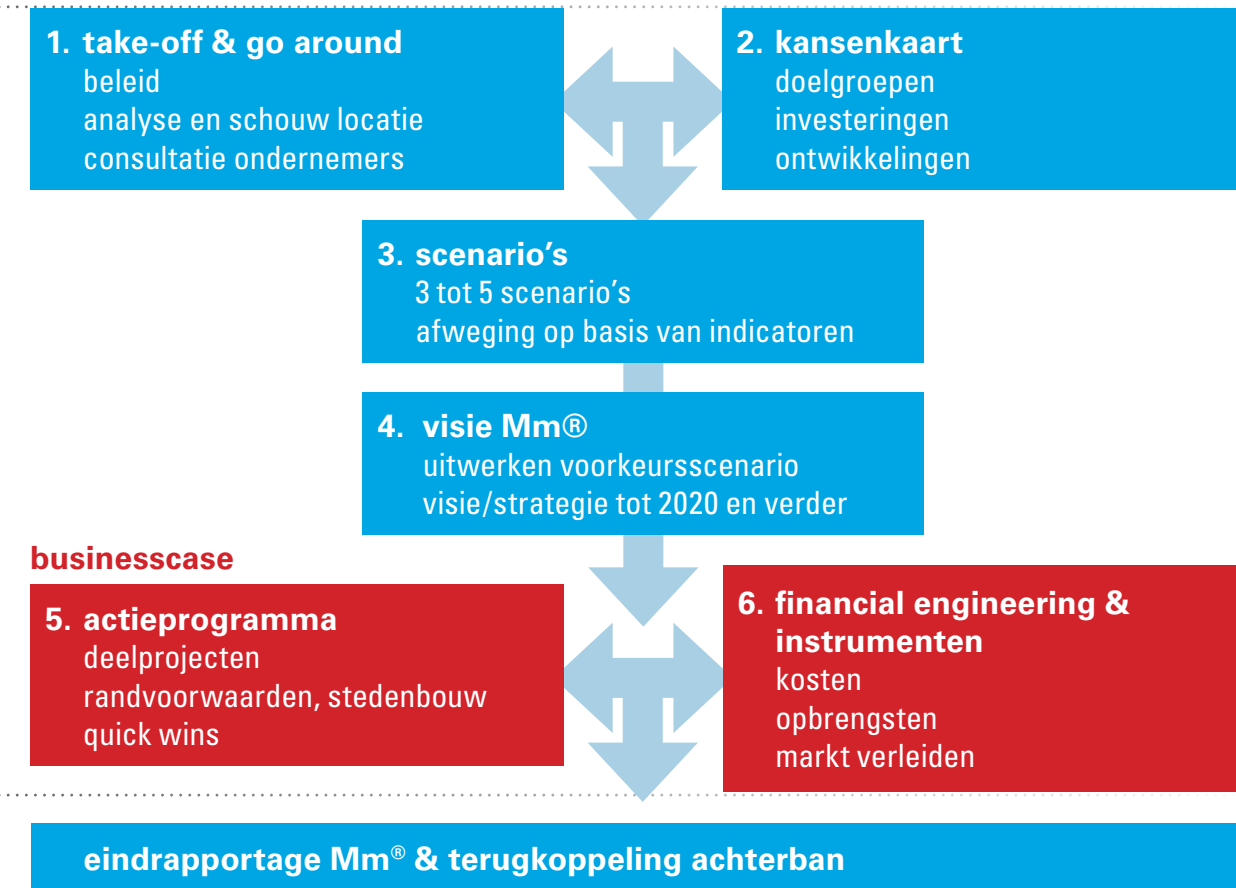 1. take-off & go around
beleid
analyse en schouw locatie
consultatie ondernemers
2. kansenkaart
doelgroepen
investeringen
ontwikkelingen
3. scenario's
3 tot 5 scenario's
afweging op basis van indicatoren
4. visie Mm®
uitwerken voorkeursscenario
visie/strategie tot 2020 en verder
businesscase
5. actieprogramma
deelprojecten
randvoorwaarden, stedenbouw
quick wins
6. financial engineering &
instrumenten
kosten
opbrengsten
markt verleiden
eindrapportage Mm® & terugkoppeling achterban